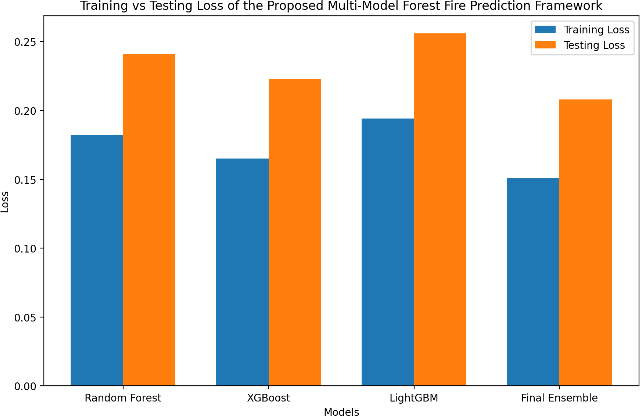 Training vs Testing Loss of the Proposed Multi-Model Forest Fire Prediction Framework
Training Loss
Testing Loss
0.25
0.20
0.15
0.10
0.05
0.00
Loss
Random Forest XGBoost LightGBM Final Ensemble
Models